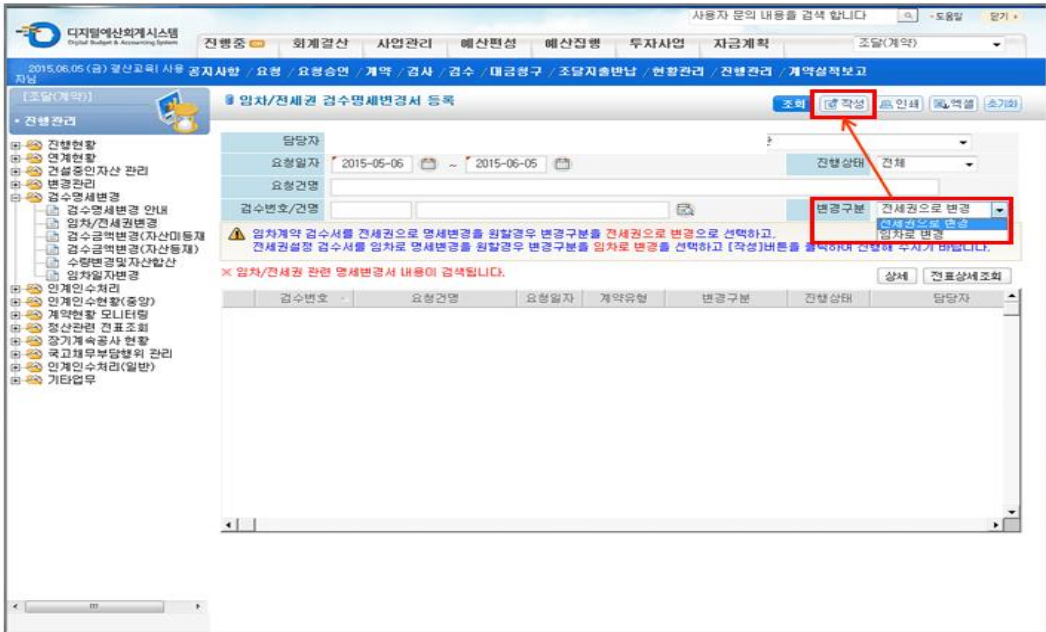 사용자 문의 내용을 검색 합니다
도움말
닫기
디지털예산회계시스템
Digital Budget & Accounting System
진행중 회계결산 사업관리 예산편성 예산집행 투자사업 자금계획 조달(계약)
2015.06.05 (금) 광산교육I 사용자님
공지사항 / 요청 / 요청승인 / 계약 / 검사 / 검수 / 대금청구 / 조달지출반납 / 현황관리 / 진행관리 / 계약실적보고
[조달(계약)]
• 진행관리
진행현황
연계현황
건설중인자산 관리
변경관리
검수명세변경
검수명세변경 안내
임차/전세권변경
검수금액변경(자산미등재
검수금액변경(자산등재)
수량변경및자산합산
임차일자변경
인계인수처리
인계인수현황(중앙)
계약현황 모니터링
정산관련 전표조회
장기계속공사 현황
국고채무부담행위 관리
인계인수처리(일반)
기타업무
임차/전세권 검수명세변경서 등록
조회 작성 인쇄 엑셀 초기화
담당자
요청일자 2015-05-06 ~ 2015-06-05 진행상태 전체
요청건명
검수번호/건명 변경구분 전세권으로 변경
전세권으로 변경
임차로 변경
임차계약 검수서를 전세권으로 명세변경을 원할경우 변경구분을 전세권으로 변경으로 선택하고,
전세권설정 검수서를 임차로 명세변경을 원할경우 변경구분을 임차로 변경을 선택하고 [작성]버튼을 클릭하여 진행해 주시기 바랍니다.
※ 임차/전세권 관련 명세변경서 내용이 검색됩니다.
상세 전표상세조회
검수번호 요청건명 요청일자 계약유형 변경구분 진행상태 담당자